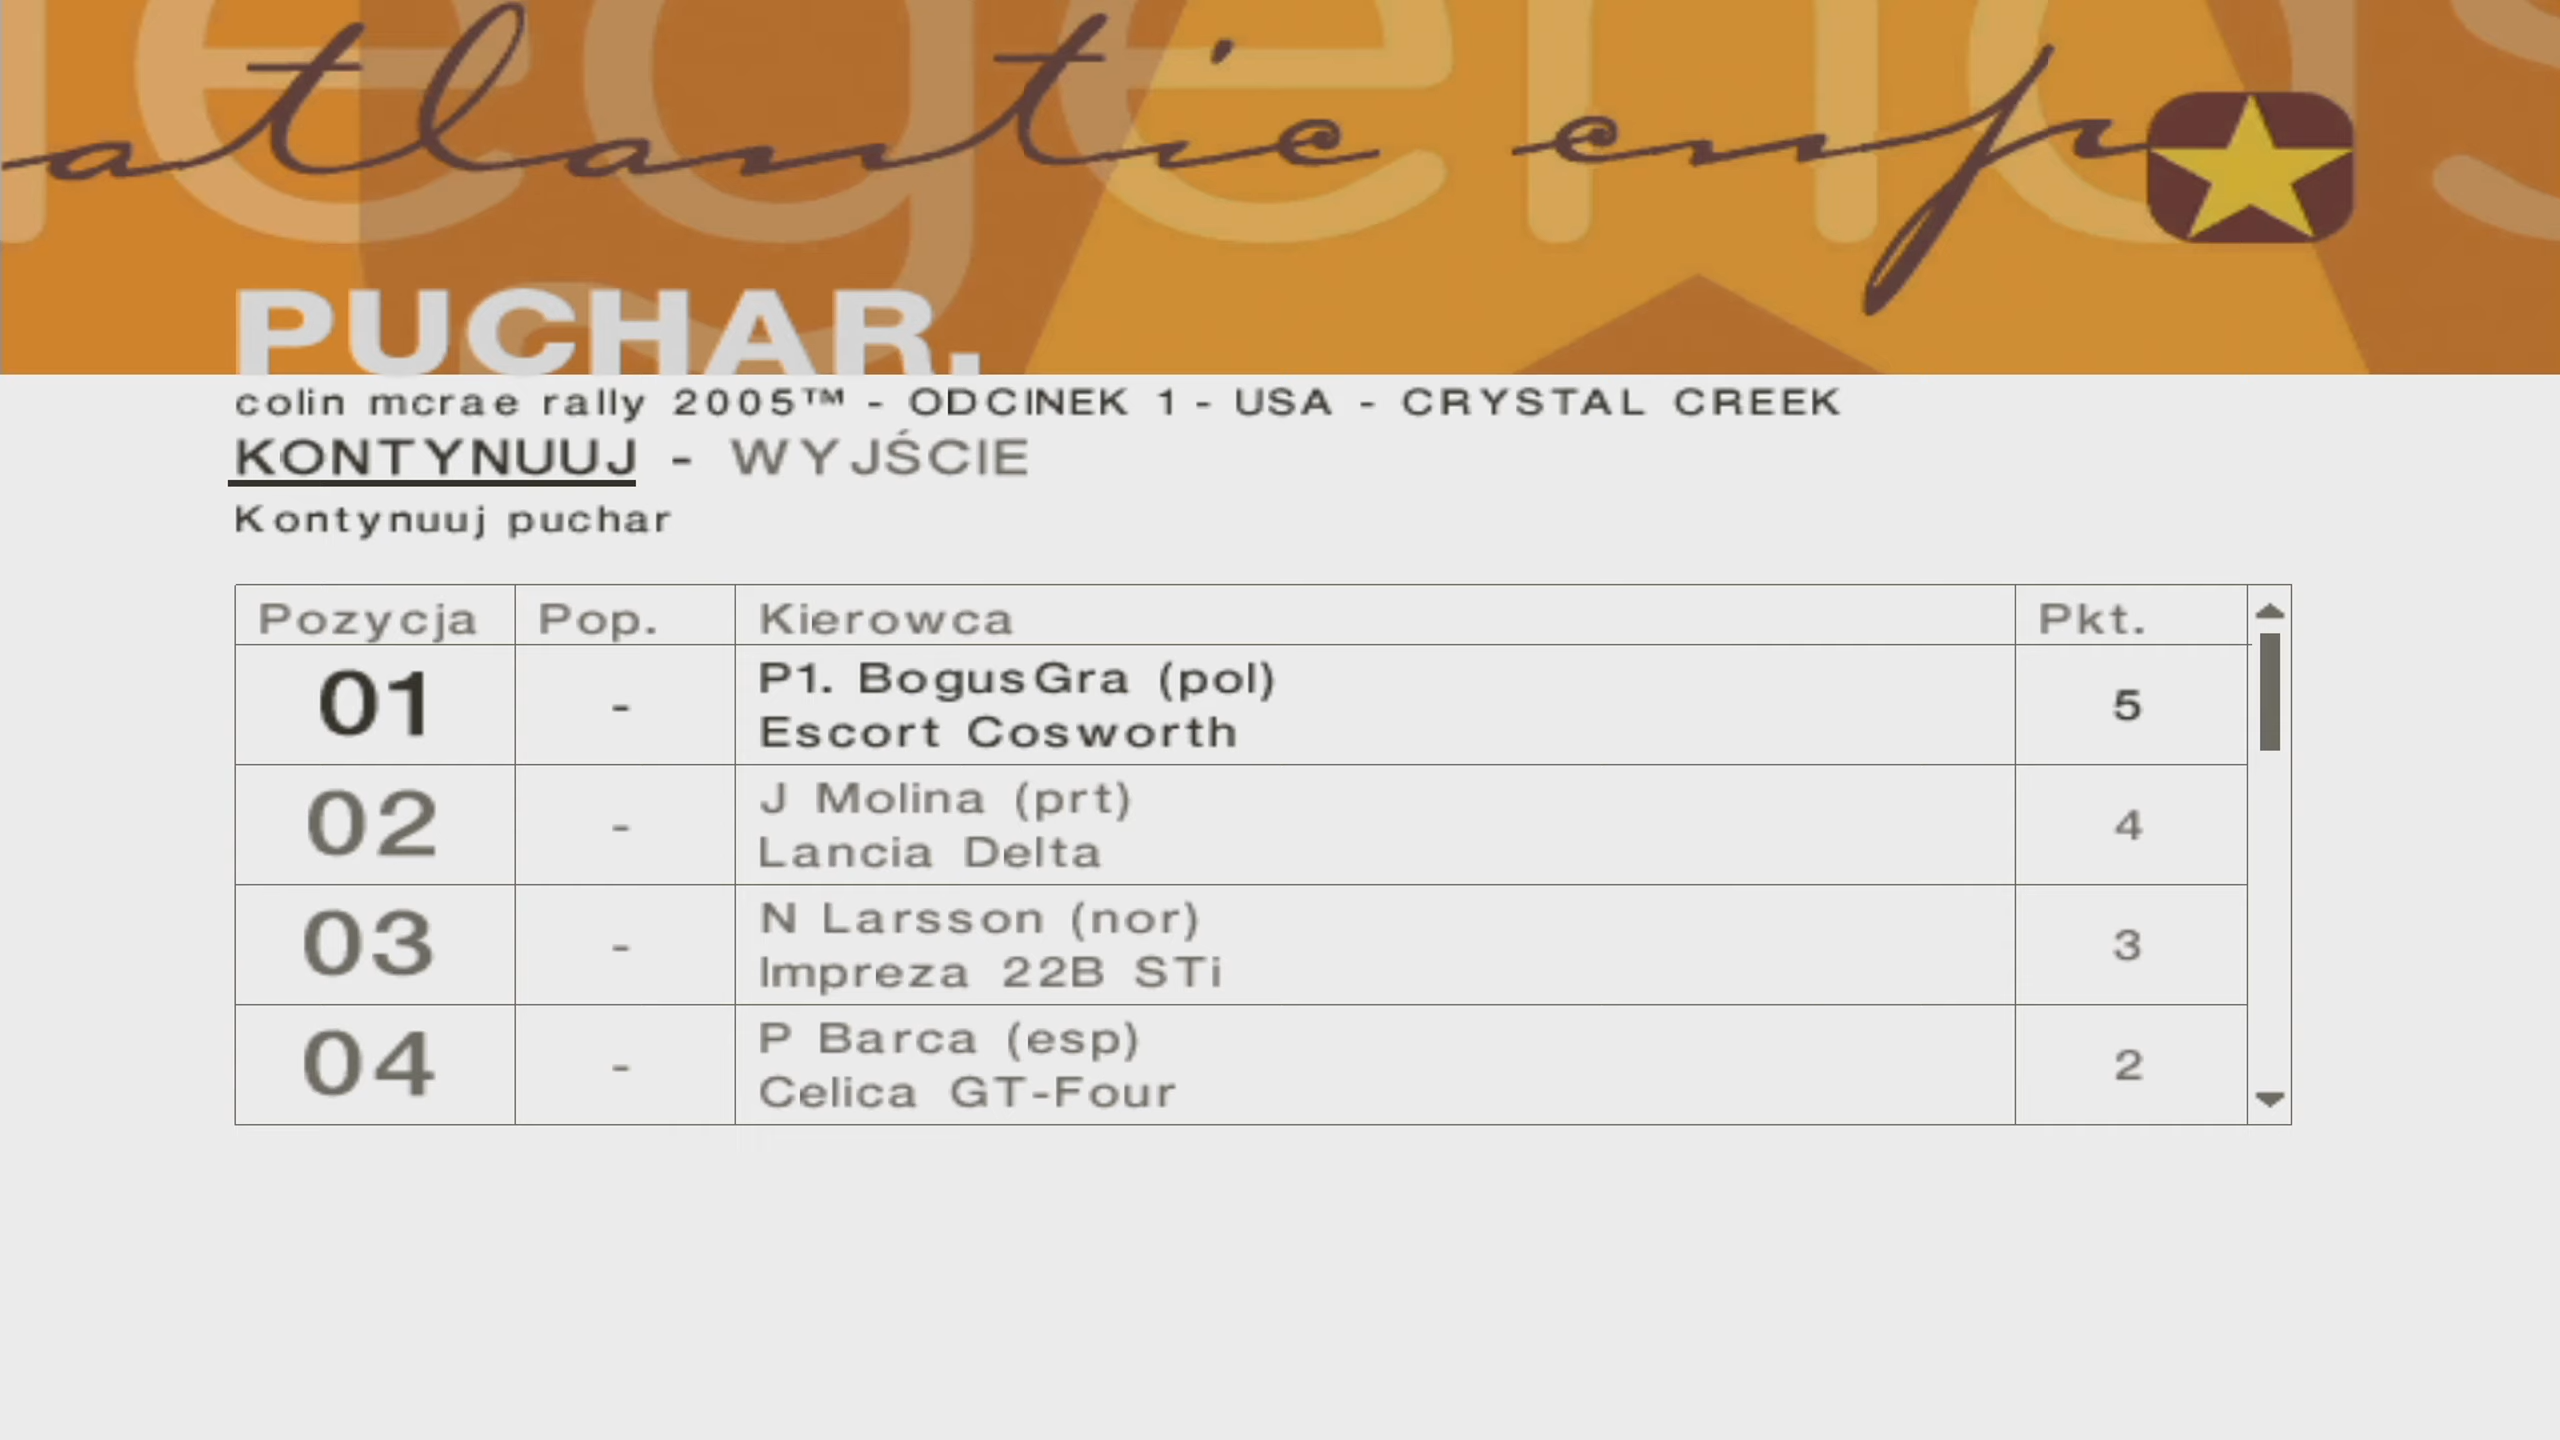 legends
atlantic cup
PUCHAR.
colin mcrae rally 2005™ - ODCINEK 1 - USA - CRYSTAL CREEK
KONTYNUUJ - WYJŚCIE
Kontynuuj puchar
Pozycja Pop. Kierowca Pkt.
01 - P1. BogusGra (pol) 5
Escort Cosworth
02 - J Molina (prt) 4
Lancia Delta
03 - N Larsson (nor) 3
Impreza 22B STi
04 - P Barca (esp) 2
Celica GT-Four